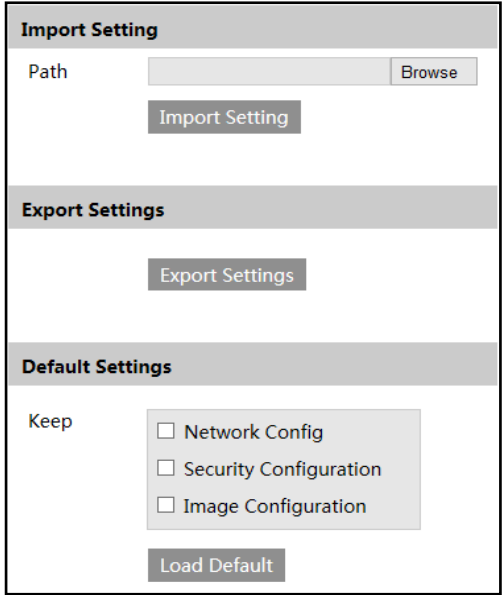 Import Setting
Path Browse
Import Setting
Export Settings
Export Settings
Default Settings
Keep
Network Config
Security Configuration
Image Configuration
Load Default